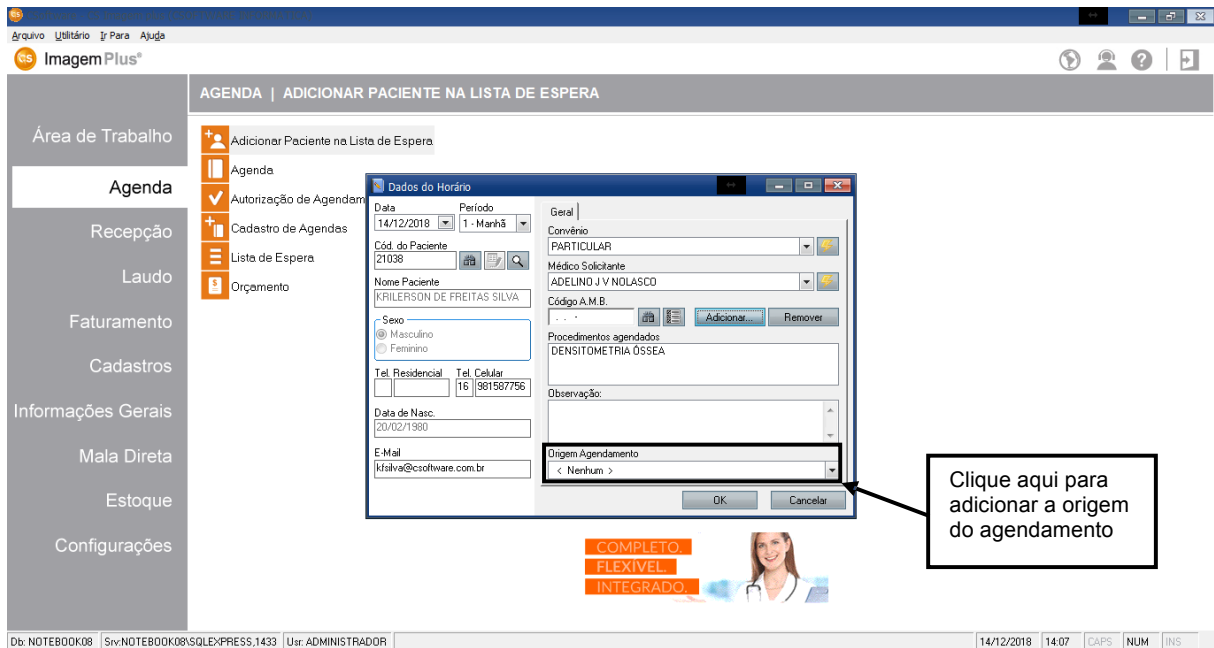 Arquivo Utilitário Ir Para Ajuda
cs ImagemPlus®
AGENDA | ADICIONAR PACIENTE NA LISTA DE ESPERA
Área de Trabalho
Agenda
Recepção
Laudo
Faturamento
Cadastros
Informações Gerais
Mala Direta
Estoque
Configurações
Adicionar Paciente na Lista de Espera
Agenda
Autorização de Agendam
Cadastro de Agendas
Lista de Espera
Orçamento
Dados do Horário
Data Período
14/12/2018 1 - Manhã
Cód. do Paciente
21038
Nome Paciente
KRILERSON DE FREITAS SILVA
Sexo
Masculino
Feminino
Tel. Residencial Tel. Celular
16 981587756
Data de Nasc.
20/02/1980
E-Mail
kfsilva@csoftware.com.br
Geral
Convênio
PARTICULAR
Médico Solicitante
ADELINO J V NOLASCO
Código A.M.B.
. . -
Adicionar... Remover
Procedimentos agendados
DENSITOMETRIA ÓSSEA
Observação:
Origem Agendamento
< Nenhum >
OK Cancelar
Clique aqui para
adicionar a origem
do agendamento
COMPLETO.
FLEXÍVEL.
INTEGRADO.
Db: NOTEBOOK08 Srv:NOTEBOOK08\SQLEXPRESS,1433 Usr: ADMINISTRADOR 14/12/2018 14:07 CAPS NUM INS